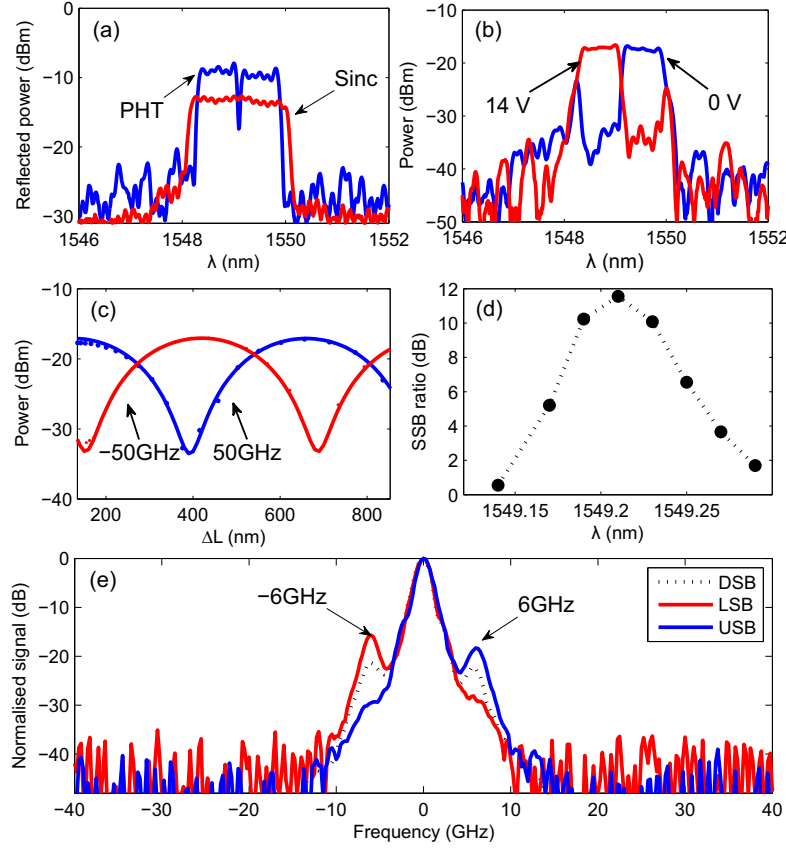 (a)
Reflected power (dBm)
0
−10
−20
−30
PHT
Sinc
1546
1548
1550
1552
λ (nm)
(b)
Power (dBm)
−10
−20
−30
−40
−50
14 V
0 V
1546
1548
1550
1552
λ (nm)
(c)
Power (dBm)
−10
−20
−30
−40
−50GHz
50GHz
200
400
600
800
ΔL (nm)
(d)
SSB ratio (dB)
12
10
8
6
4
2
0
1549.15
1549.2
1549.25
λ (nm)
(e)
Normalised signal (dB)
0
−10
−20
−30
−40
−6GHz
6GHz
DSB
LSB
USB
−40
−30
−20
−10
0
10
20
30
40
Frequency (GHz)